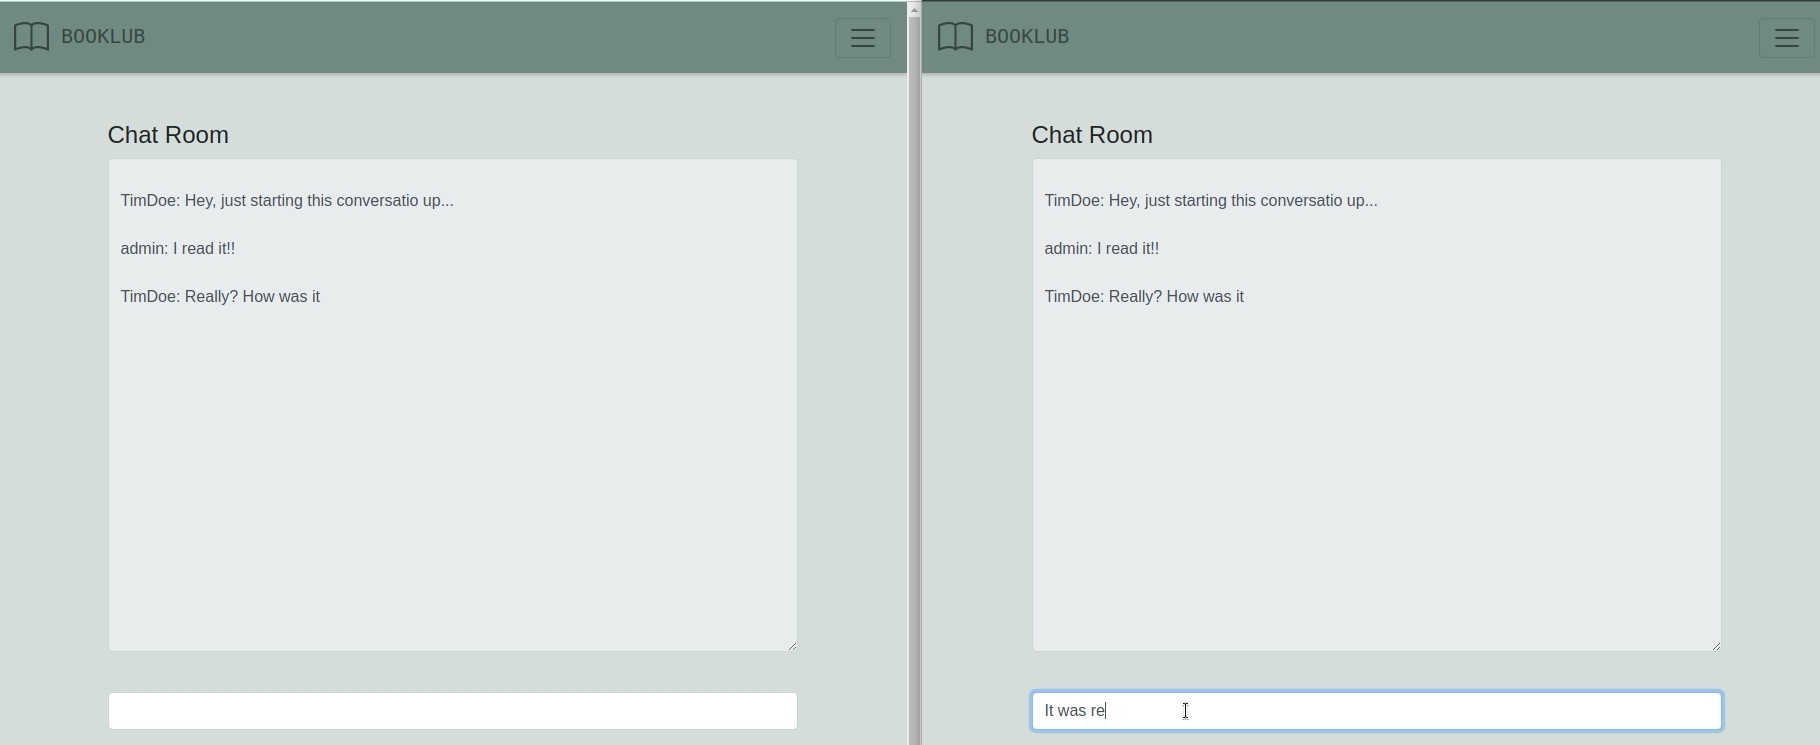 BOOKLUB
Chat Room
TimDoe: Hey, just starting this conversatio up...
admin: I read it!!
TimDoe: Really? How was it
BOOKLUB
Chat Room
TimDoe: Hey, just starting this conversatio up...
admin: I read it!!
TimDoe: Really? How was it
It was re